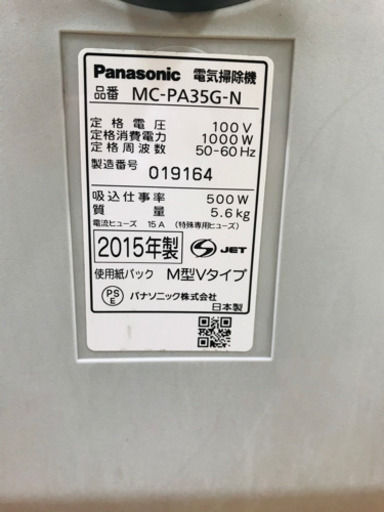 Panasonic 電気掃除機
品番 MC-PA35G-N
定格電圧 100V
定格消費電力 1000W
定格周波数 50-60Hz
製造番号 019164
吸込仕事率 500W
質量 5.6kg
電流ヒューズ 15A (特殊専用ヒューズ)
2015年製 S JET
使用紙パック M型Vタイプ
PS E パナソニック株式会社
日本製